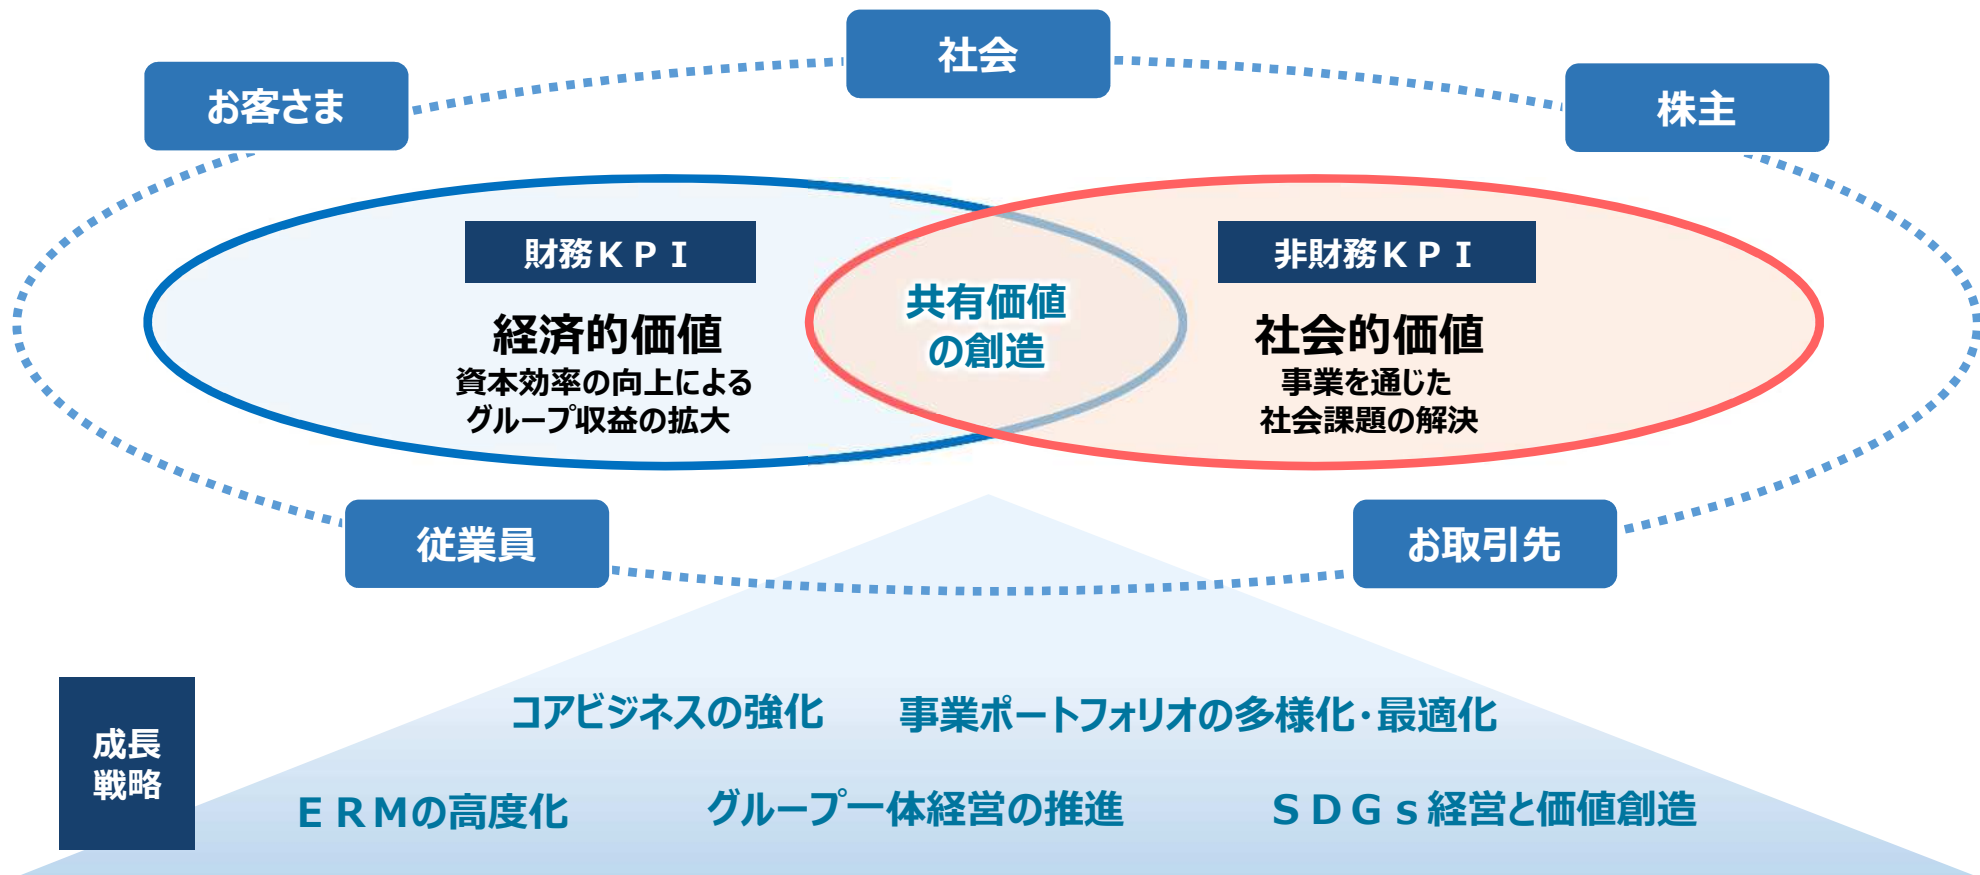 社会
お客さま
株主
財務ＫＰＩ
経済的価値
資本効率の向上による
グループ収益の拡大
共有価値
の創造
非財務ＫＰＩ
社会的価値
事業を通じた
社会課題の解決
従業員
お取引先
成長
戦略
コアビジネスの強化
事業ポートフォリオの多様化・最適化
ＥＲＭの高度化
グループ一体経営の推進
ＳＤＧｓ経営と価値創造